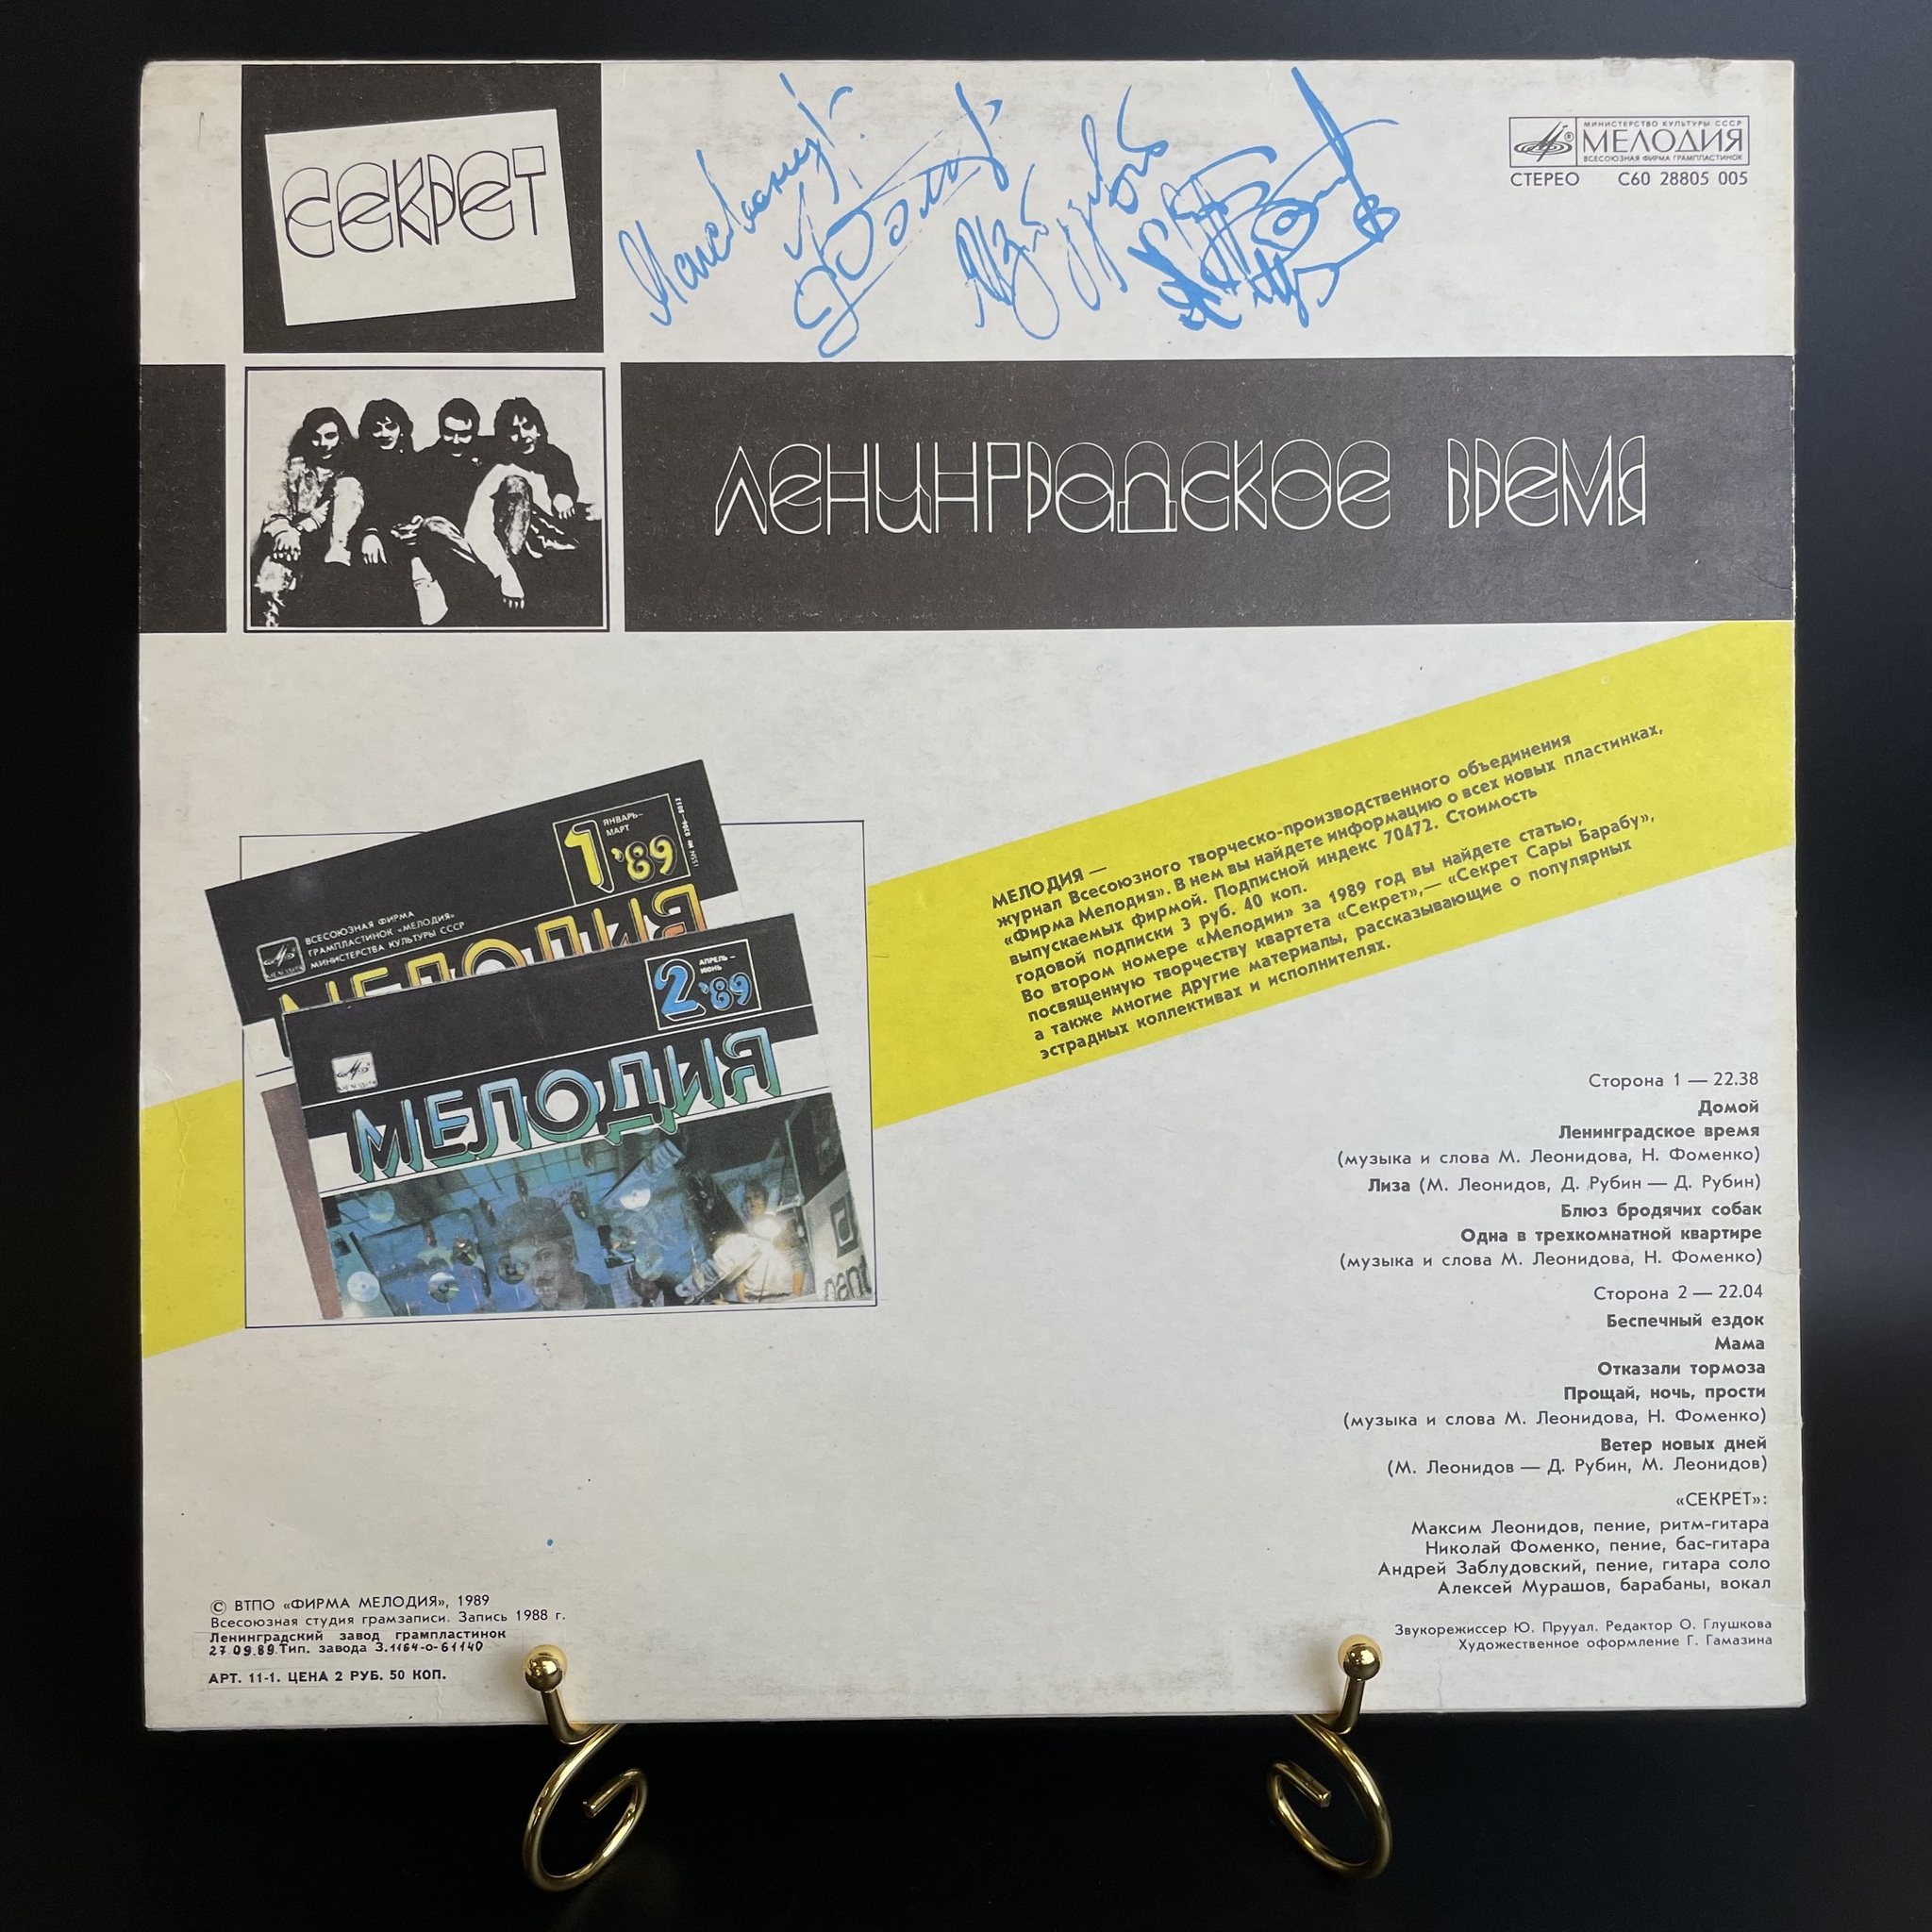 СЕКРЕТ
МИНИСТЕРСТВО КУЛЬТУРЫ СССР
МЕЛОДИЯ
ВСЕСОЮЗНАЯ ФИРМА ГРАМПЛАСТИНОК
СТЕРЕО С60 28805 005
ЛЕНИНГРАДСКОЕ ВРЕМЯ
1 '89
ЯНВАРЬ–
МАРТ
ВСЕСОЮЗНАЯ ФИРМА
ГРАМПЛАСТИНОК «МЕЛОДИЯ»
МИНИСТЕРСТВА КУЛЬТУРЫ СССР
МЕЛОДИЯ
2 '89
АПРЕЛЬ –
ИЮНЬ
МЕЛОДИЯ
МЕЛОДИЯ —
журнал Всесоюзного творческо-производственного объединения
«Фирма Мелодия». В нем вы найдете информацию о всех новых пластинках,
выпускаемых фирмой. Подписной индекс 70472. Стоимость
годовой подписки 3 руб. 40 коп.
Во втором номере «Мелодии» за 1989 год вы найдете статью,
посвященную творчеству квартета «Секрет»,— «Секрет Сары Барабу»,
а также многие другие материалы, рассказывающие о популярных
эстрадных коллективах и исполнителях.
Сторона 1 — 22.38
Домой
Ленинградское время
(музыка и слова М. Леонидова, Н. Фоменко)
Лиза (М. Леонидов, Д. Рубин — Д. Рубин)
Блюз бродячих собак
Одна в трехкомнатной квартире
(музыка и слова М. Леонидова, Н. Фоменко)
Сторона 2 — 22.04
Беспечный ездок
Мама
Отказали тормоза
Прощай, ночь, прости
(музыка и слова М. Леонидова, Н. Фоменко)
Ветер новых дней
(М. Леонидов — Д. Рубин, М. Леонидов)
«СЕКРЕТ»:
Максим Леонидов, пение, ритм-гитара
Николай Фоменко, пение, бас-гитара
Андрей Заблудовский, пение, гитара соло
Алексей Мурашов, барабаны, вокал
Звукорежиссер Ю. Прууал. Редактор О. Глушкова
Художественное оформление Г. Гамазина
© ВТПО «ФИРМА МЕЛОДИЯ», 1989
Всесоюзная студия грамзаписи. Запись 1988 г.
Ленинградский завод грампластинок
27.09.89.Тип. завода З.1164-0-61140
АРТ. 11-1. ЦЕНА 2 РУБ. 50 КОП.